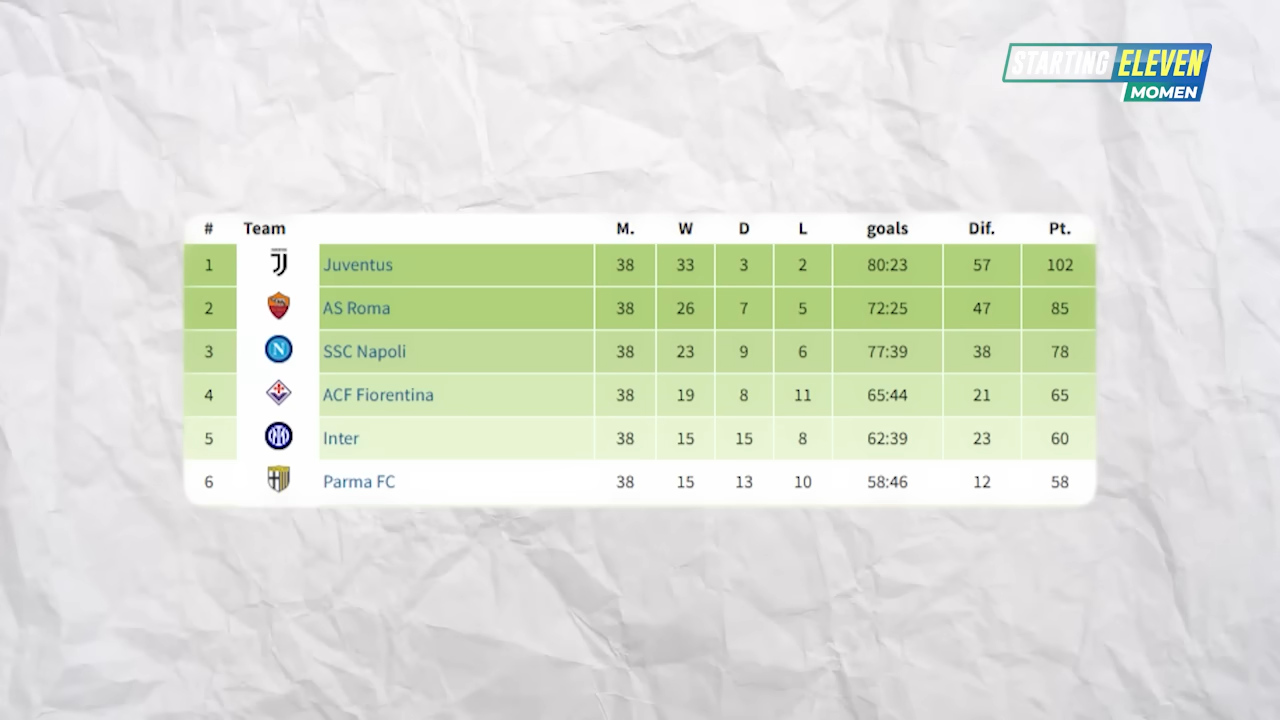 STARTING ELEVEN
MOMEN
# Team M. W D L goals Dif. Pt.
1 Juventus 38 33 3 2 80:23 57 102
2 AS Roma 38 26 7 5 72:25 47 85
3 N SSC Napoli 38 23 9 6 77:39 38 78
4 ACF Fiorentina 38 19 8 11 65:44 21 65
5 Inter 38 15 15 8 62:39 23 60
6 Parma FC 38 15 13 10 58:46 12 58